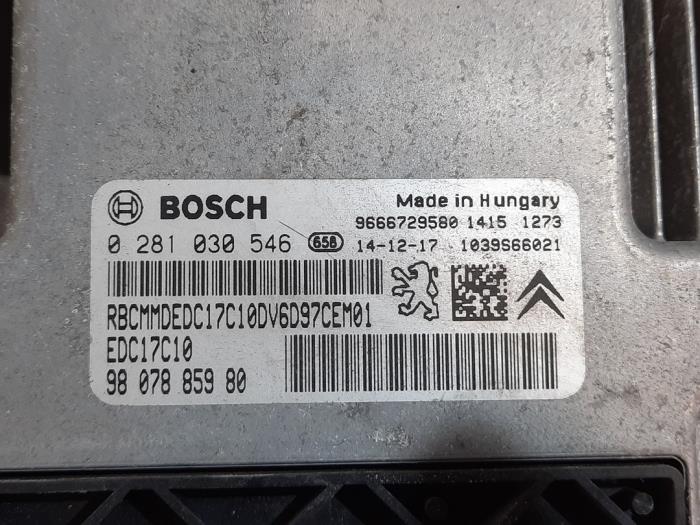 BOSCH
Made in Hungary
9666729580 1415 1273
0 281 030 546 658 14-12-17 · 1039S66021
RBCMMDEDC17C10DV6D97CEM01
EDC17C10
98 078 859 80